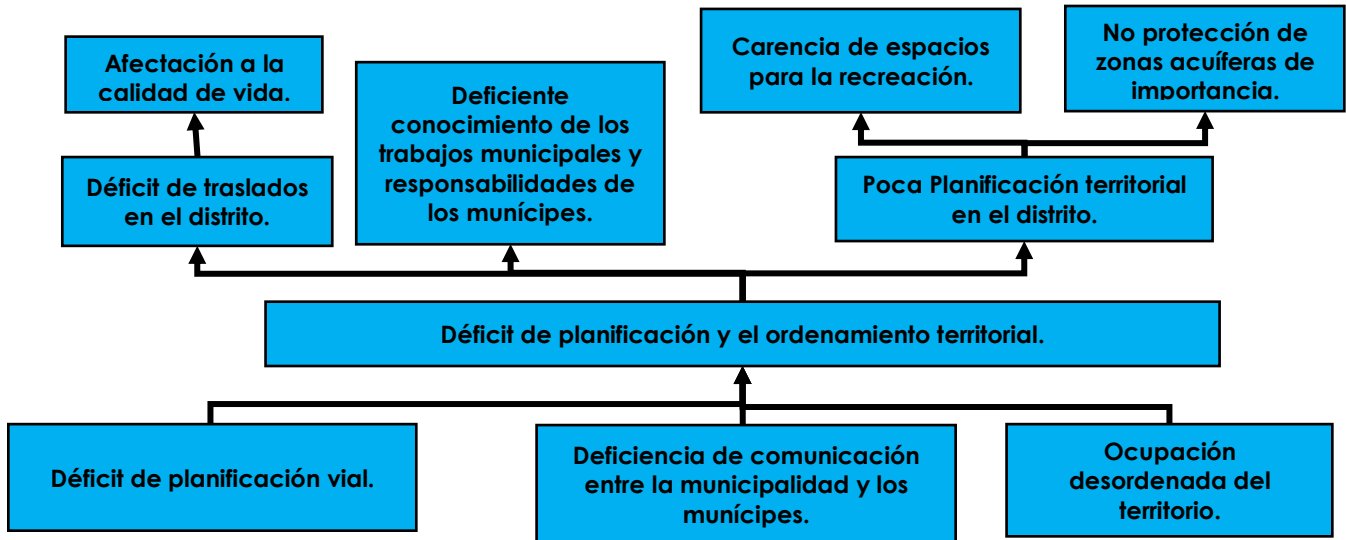 Afectación a la
calidad de vida.
Deficiente
conocimiento de los
trabajos municipales y
responsabilidades de
los munícipes.
Carencia de espacios
para la recreación.
No protección de
zonas acuíferas de
importancia.
Déficit de traslados
en el distrito.
Poca Planificación territorial
en el distrito.
Déficit de planificación y el ordenamiento territorial.
Déficit de planificación vial.
Deficiencia de comunicación
entre la municipalidad y los
munícipes.
Ocupación
desordenada del
territorio.